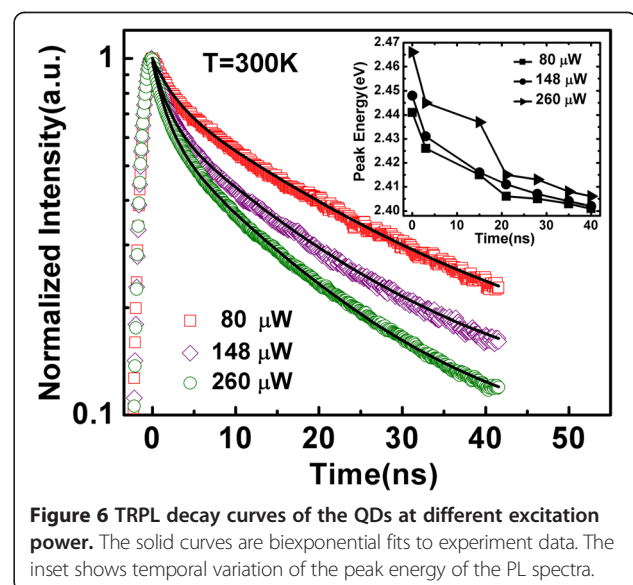 Normalized Intensity(a.u.)
1
0.1
T=300K
80 μW
148 μW
260 μW
0 10 20 30 40 50
Time(ns)
Peak Energy(eV)
2.47
2.46
2.45
2.44
2.43
2.42
2.41
2.40
80 μW
148 μW
260 μW
0 10 20 30 40
Time(ns)
Figure 6 TRPL decay curves of the QDs at different excitation
power. The solid curves are biexponential fits to experiment data. The
inset shows temporal variation of the peak energy of the PL spectra.